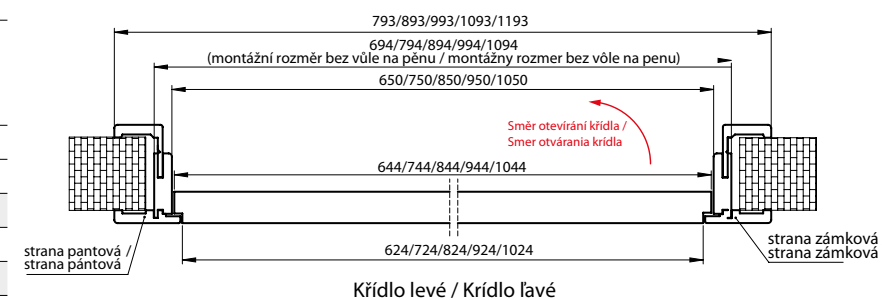 793/893/993/1093/1193
694/794/894/994/1094
(montážní rozměr bez vůle na pěnu / montážny rozmer bez vôle na penu)
650/750/850/950/1050
Směr otevírání křídla /
Smer otvárania krídla
644/744/844/944/1044
strana pantová /
strana pántová
624/724/824/924/1024
strana zámková
strana zámková
Křídlo levé / Krídlo ľavé